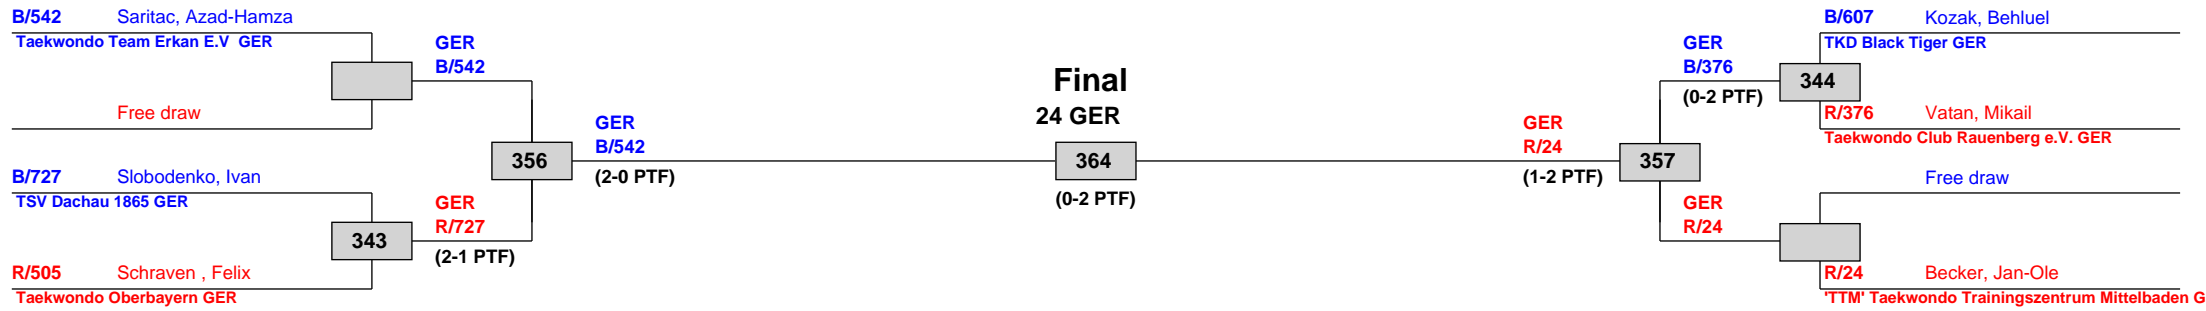 B/542 Saritac, Azad-Hamza
Taekwondo Team Erkan E.V GER
Free draw
B/727 Slobodenko, Ivan
TSV Dachau 1865 GER
R/505 Schraven , Felix
Taekwondo Oberbayern GER
343
GER
B/542
GER
R/727
(2-1 PTF)
356
GER
B/542
(2-0 PTF)
Final
24 GER
364
(0-2 PTF)
GER
R/24
(1-2 PTF)
357
GER
B/376
(0-2 PTF)
GER
R/24
344
B/607 Kozak, Behluel
TKD Black Tiger GER
R/376 Vatan, Mikail
Taekwondo Club Rauenberg e.V. GER
Free draw
R/24 Becker, Jan-Ole
'TTM' Taekwondo Trainingszentrum Mittelbaden G